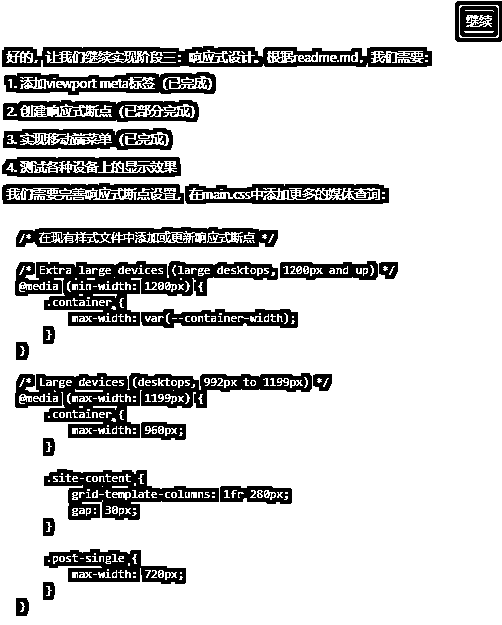 继续
好的，让我们继续实现阶段三：响应式设计。根据readme.md，我们需要：
1. 添加viewport meta标签（已完成）
2. 创建响应式断点（已部分完成）
3. 实现移动端菜单（已完成）
4. 测试各种设备上的显示效果
我们需要完善响应式断点设置，在main.css中添加更多的媒体查询：
/* 在现有样式文件中添加或更新响应式断点 */
/* Extra large devices (large desktops, 1200px and up) */
@media (min-width: 1200px) {
.container {
max-width: var(--container-width);
}
}
/* Large devices (desktops, 992px to 1199px) */
@media (max-width: 1199px) {
.container {
max-width: 960px;
}
.site-content {
grid-template-columns: 1fr 280px;
gap: 30px;
}
.post-single {
max-width: 720px;
}
}